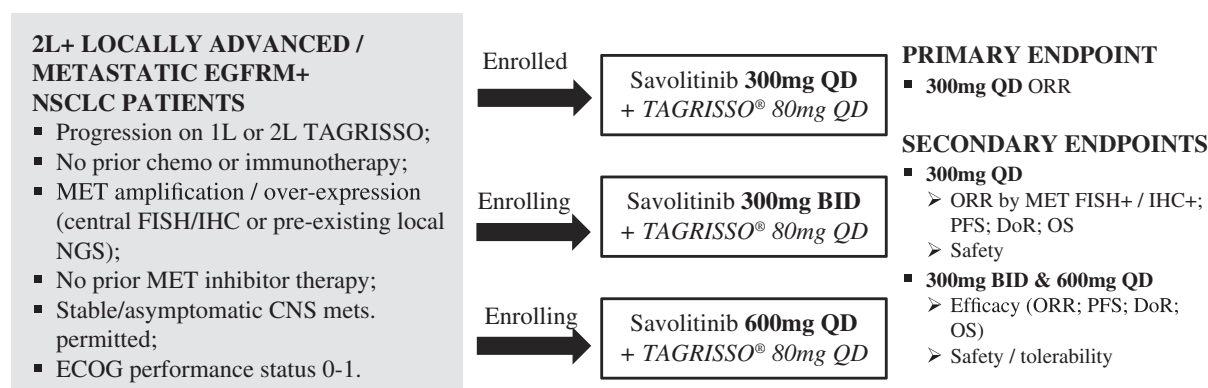 2L+ LOCALLY ADVANCED /
METASTATIC EGFRM+
NSCLC PATIENTS
▪ Progression on 1L or 2L TAGRISSO;
▪ No prior chemo or immunotherapy;
▪ MET amplification / over-expression
(central FISH/IHC or pre-existing local
NGS);
▪ No prior MET inhibitor therapy;
▪ Stable/asymptomatic CNS mets.
permitted;
▪ ECOG performance status 0-1.
Enrolled
Savolitinib 300mg QD
+ TAGRISSO® 80mg QD
Enrolling
Savolitinib 300mg BID
+ TAGRISSO® 80mg QD
Enrolling
Savolitinib 600mg QD
+ TAGRISSO® 80mg QD
PRIMARY ENDPOINT
▪ 300mg QD ORR
SECONDARY ENDPOINTS
▪ 300mg QD
➢ ORR by MET FISH+ / IHC+;
PFS; DoR; OS
➢ Safety
▪ 300mg BID & 600mg QD
➢ Efficacy (ORR; PFS; DoR;
OS)
➢ Safety / tolerability